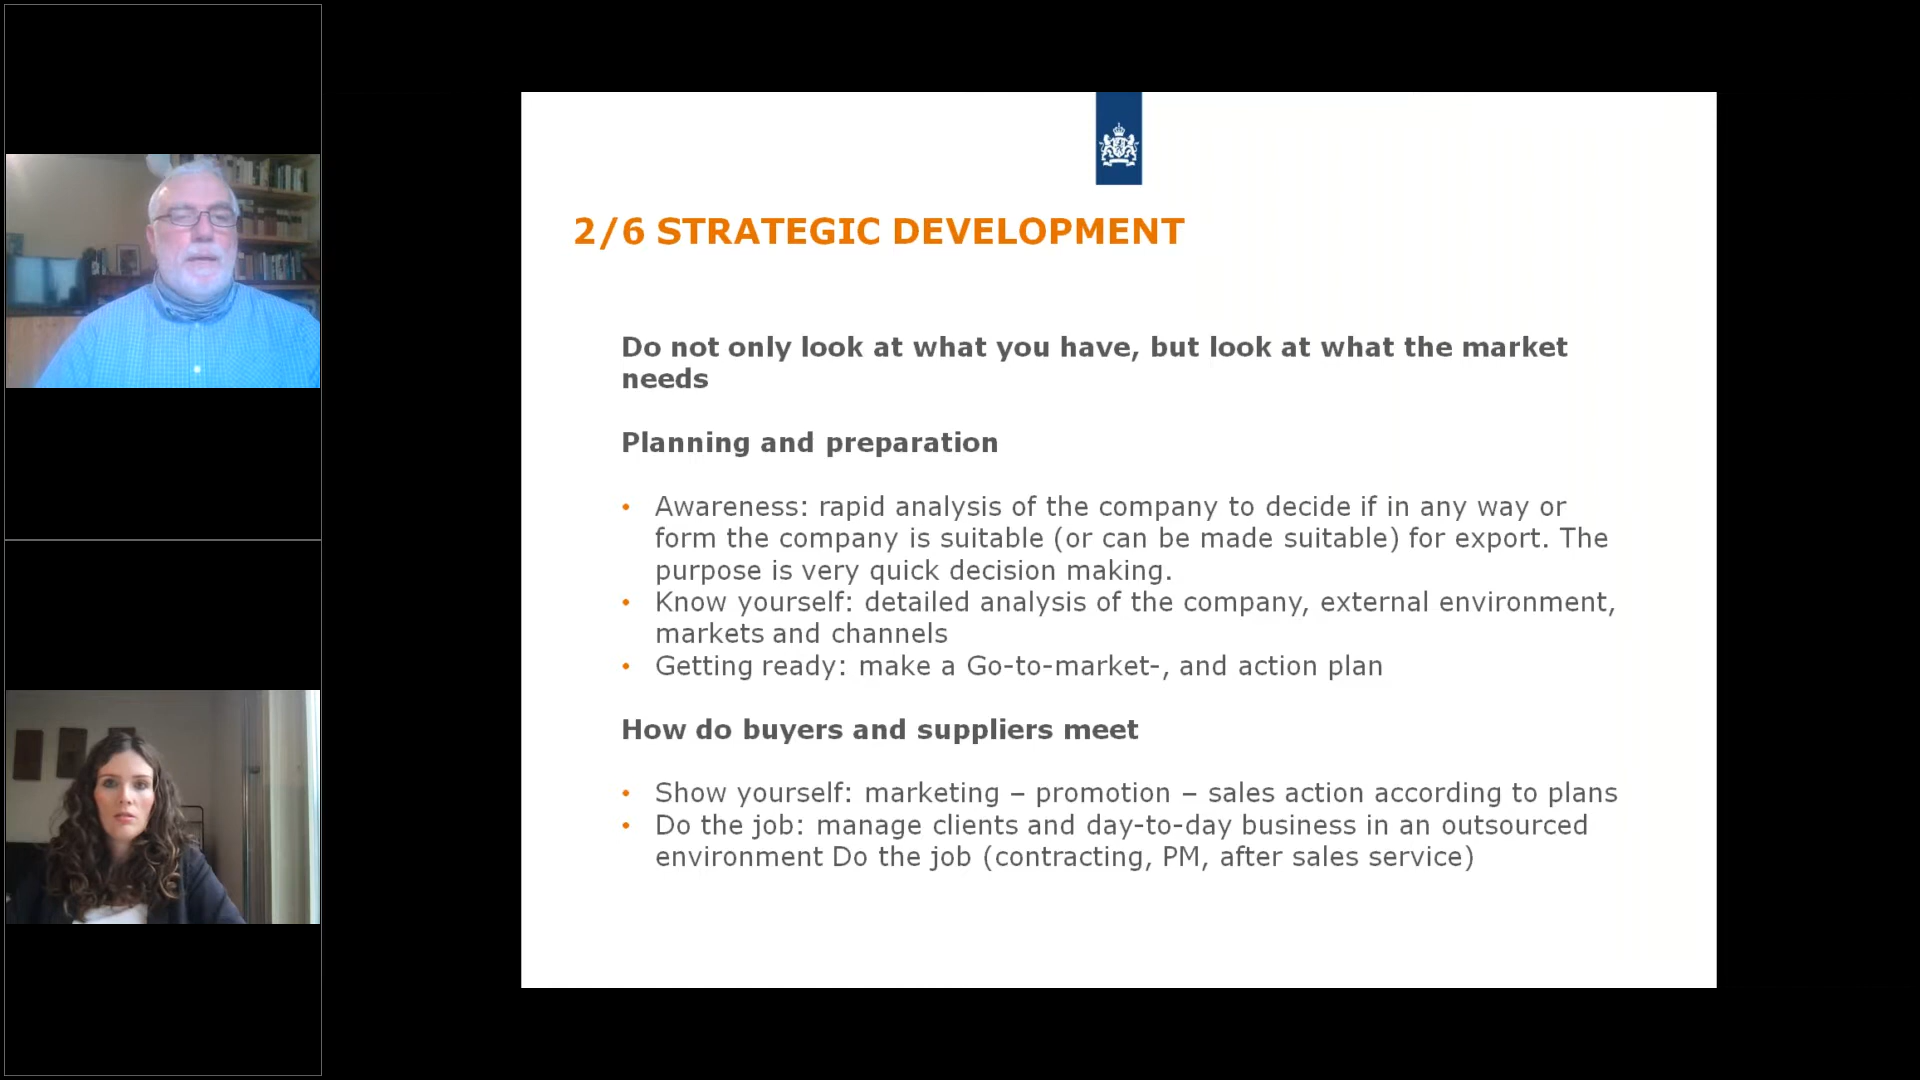 2/6 STRATEGIC DEVELOPMENT
Do not only look at what you have, but look at what the market
needs
Planning and preparation
• Awareness: rapid analysis of the company to decide if in any way or
form the company is suitable (or can be made suitable) for export. The
purpose is very quick decision making.
• Know yourself: detailed analysis of the company, external environment,
markets and channels
• Getting ready: make a Go-to-market-, and action plan
How do buyers and suppliers meet
• Show yourself: marketing – promotion – sales action according to plans
• Do the job: manage clients and day-to-day business in an outsourced
environment Do the job (contracting, PM, after sales service)